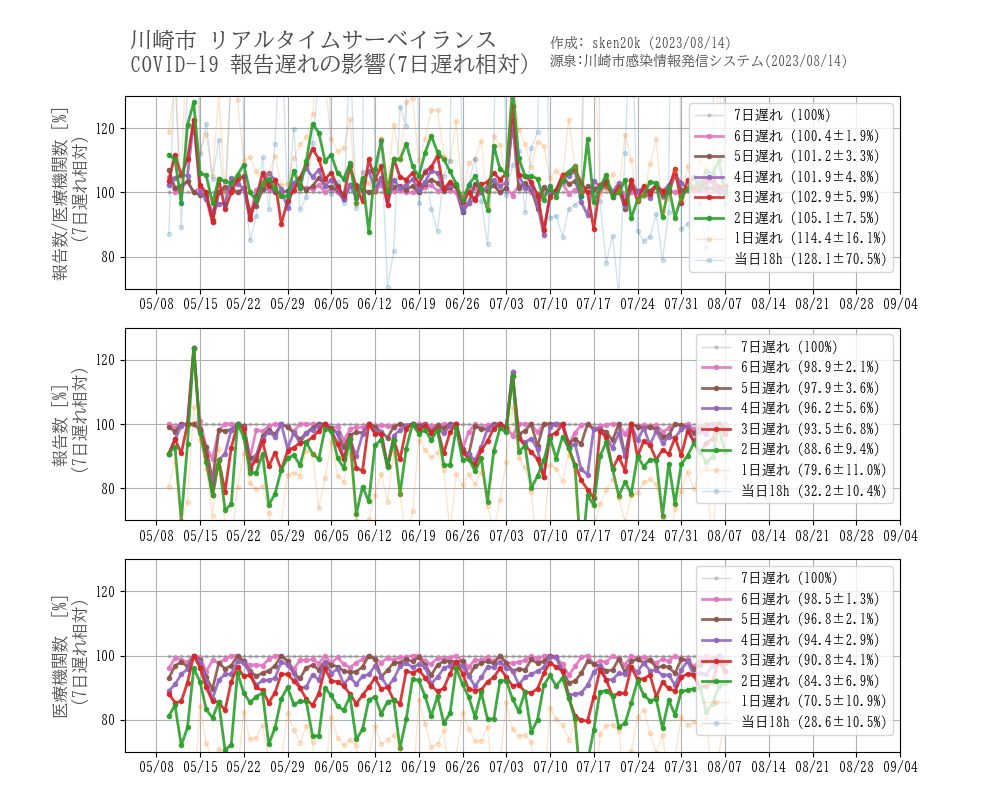 川崎市 リアルタイムサーベイランス
COVID-19 報告遅れの影響(7日遅れ相対)
作成: sken20k (2023/08/14)
源泉:川崎市感染情報発信システム(2023/08/14)
報告数/医療機関数 [%]
(7日遅れ相対)
120
100
80
7日遅れ (100%)
6日遅れ (100.4±1.9%)
5日遅れ (101.2±3.3%)
4日遅れ (101.9±4.8%)
3日遅れ (102.9±5.9%)
2日遅れ (105.1±7.5%)
1日遅れ (114.4±16.1%)
当日18h (128.1±70.5%)
05/08 05/15 05/22 05/29 06/05 06/12 06/19 06/26 07/03 07/10 07/17 07/24 07/31 08/07 08/14 08/21 08/28 09/04
報告数 [%]
(7日遅れ相対)
120
100
80
7日遅れ (100%)
6日遅れ (98.9±2.1%)
5日遅れ (97.9±3.6%)
4日遅れ (96.2±5.6%)
3日遅れ (93.5±6.8%)
2日遅れ (88.6±9.4%)
1日遅れ (79.6±11.0%)
当日18h (32.2±10.4%)
05/08 05/15 05/22 05/29 06/05 06/12 06/19 06/26 07/03 07/10 07/17 07/24 07/31 08/07 08/14 08/21 08/28 09/04
医療機関数 [%]
(7日遅れ相対)
120
100
80
7日遅れ (100%)
6日遅れ (98.5±1.3%)
5日遅れ (96.8±2.1%)
4日遅れ (94.4±2.9%)
3日遅れ (90.8±4.1%)
2日遅れ (84.3±6.9%)
1日遅れ (70.5±10.9%)
当日18h (28.6±10.5%)
05/08 05/15 05/22 05/29 06/05 06/12 06/19 06/26 07/03 07/10 07/17 07/24 07/31 08/07 08/14 08/21 08/28 09/04